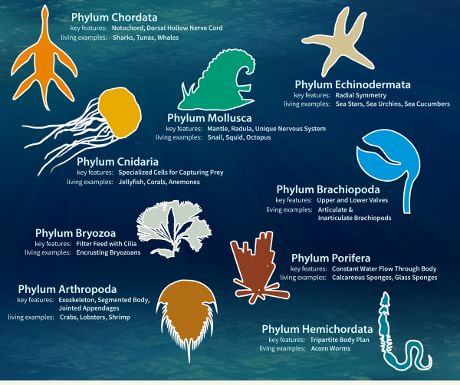 Phylum Chordata
key features: Notochord, Dorsal Hollow Nerve Cord
living examples: Sharks, Tunas, Whales
Phylum Echinodermata
key features: Radial Symmetry
living examples: Sea Stars, Sea Urchins, Sea Cucumbers
Phylum Mollusca
key features: Mantle, Radula, Unique Nervous System
living examples: Snail, Squid, Octopus
Phylum Cnidaria
key features: Specialized Cells for Capturing Prey
living examples: Jellyfish, Corals, Anemones
Phylum Brachiopoda
key features: Upper and Lower Valves
living examples: Articulate &
Inarticulate Brachiopods
Phylum Bryozoa
key features: Filter Feed with Cilia
living examples: Encrusting Bryozoans
Phylum Porifera
key features: Constant Water Flow Through Body
living examples: Calcareous Sponges, Glass Sponges
Phylum Arthropoda
key features: Exoskeleton, Segmented Body,
Jointed Appendages
living examples: Crabs, Lobsters, Shrimp
Phylum Hemichordata
key features: Tripartite Body Plan
living examples: Acorn Worms